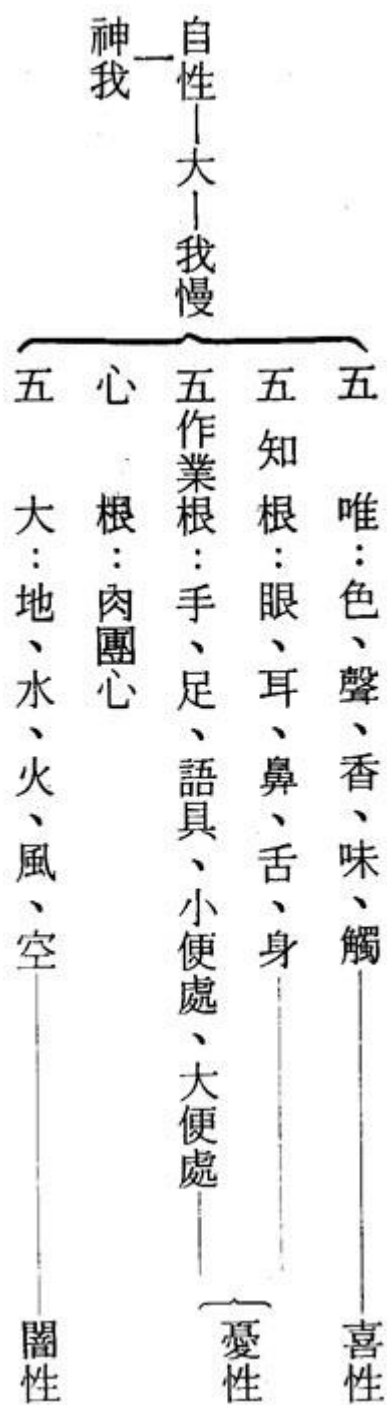 自性—大—我慢
神我
五唯：色、聲、香、味、觸——喜性
五知根：眼、耳、鼻、舌、身
五作業根：手、足、語具、小便處、大便處
憂性
心根：肉團心
五大：地、水、火、風、空——闇性